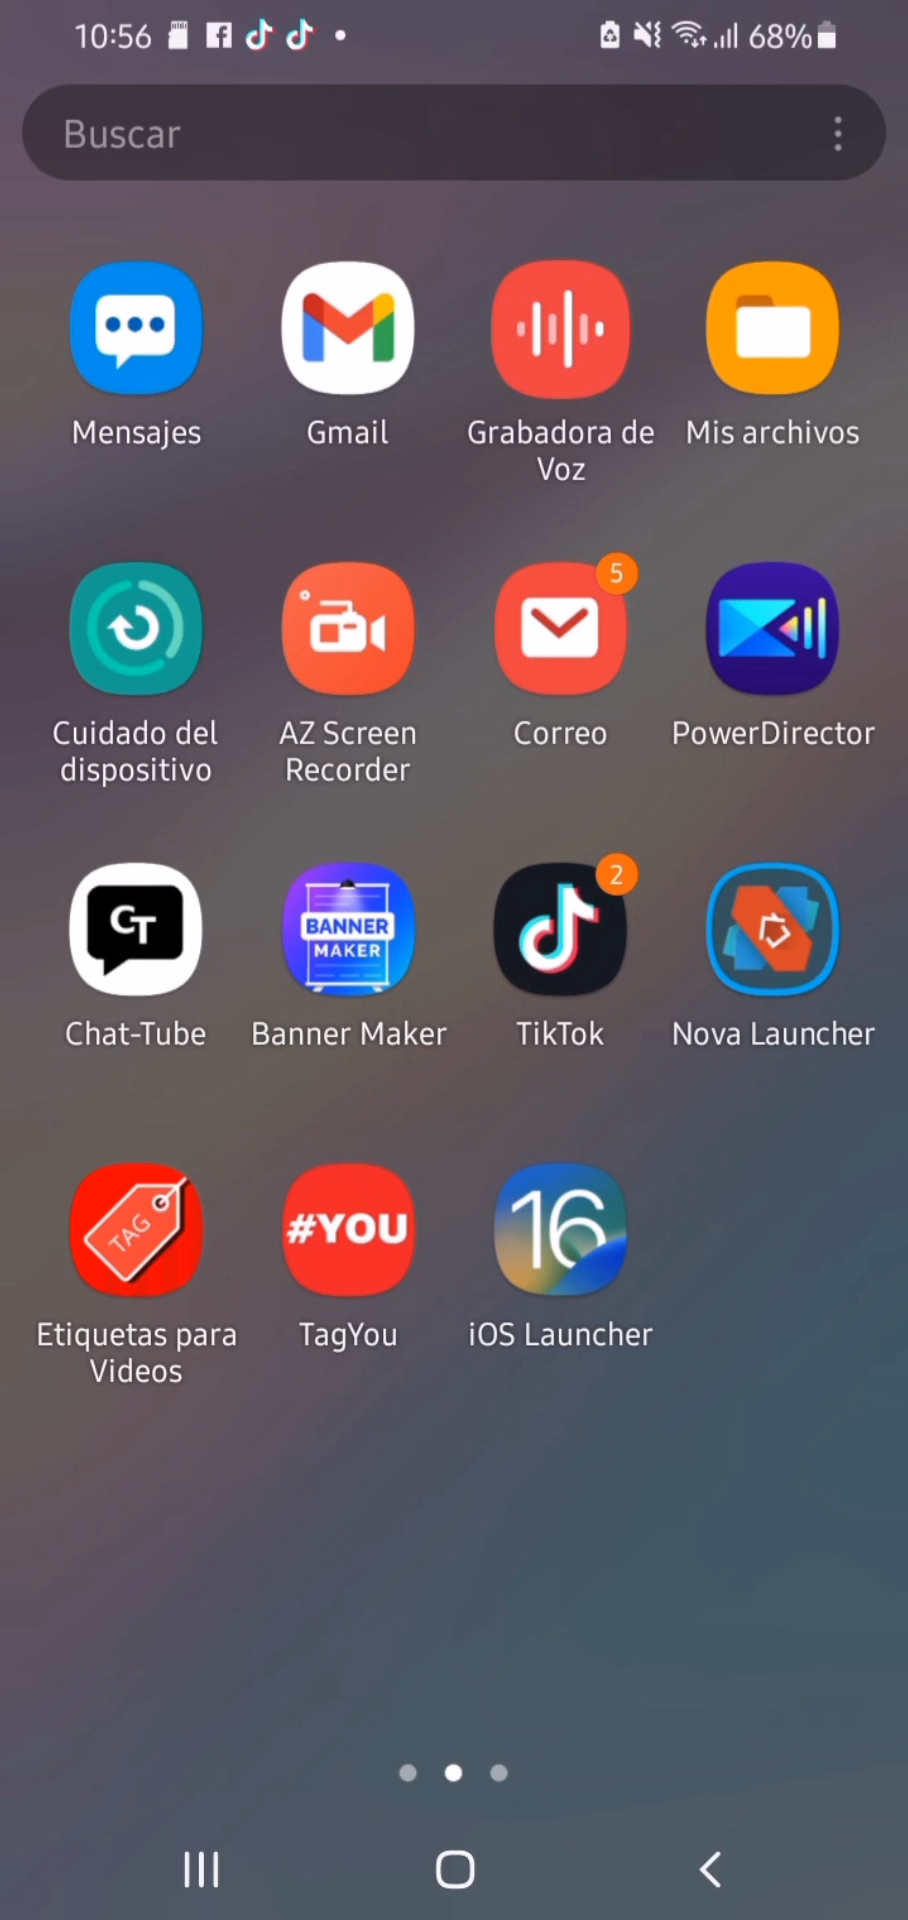 10:56
68%
Buscar
Mensajes
Gmail
Grabadora de
Voz
Mis archivos
5
Cuidado del
dispositivo
AZ Screen
Recorder
Correo
PowerDirector
CT
BANNER
MAKER
2
Chat-Tube
Banner Maker
TikTok
Nova Launcher
TAG
#YOU
16
Etiquetas para
Videos
TagYou
iOS Launcher